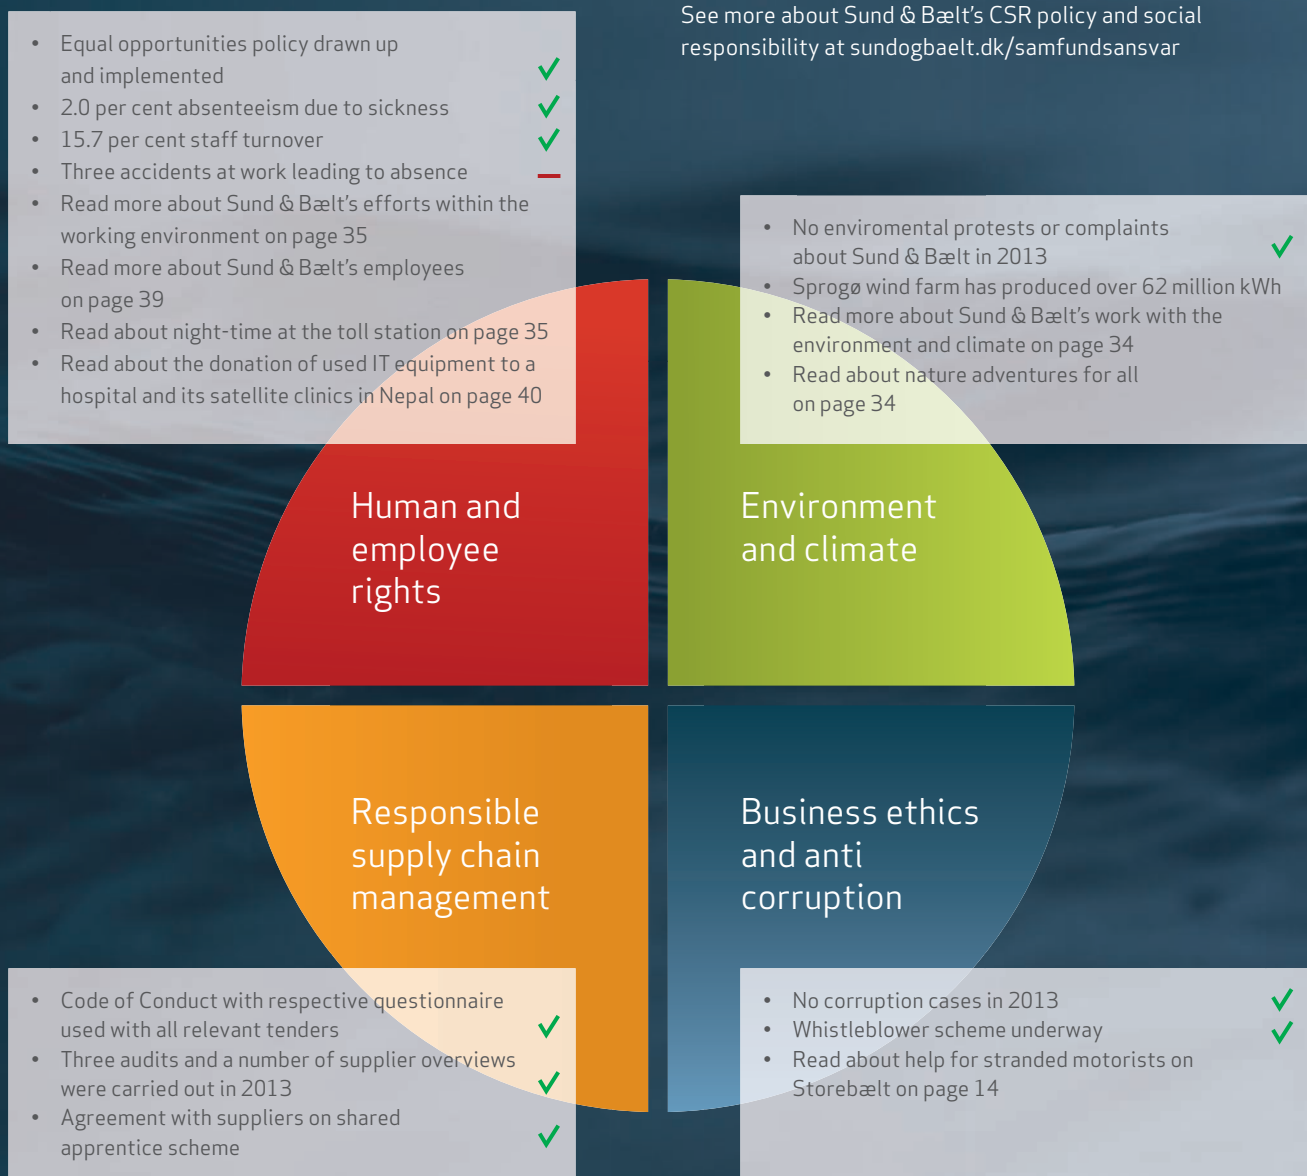 See more about Sund & Bælt’s CSR policy and social
responsibility at sundogbaelt.dk/samfundsansvar
• Equal opportunities policy drawn up
and implemented
• 2.0 per cent absenteeism due to sickness
• 15.7 per cent staff turnover
• Three accidents at work leading to absence
• Read more about Sund & Bælt’s efforts within the
working environment on page 35
• Read more about Sund & Bælt’s employees
on page 39
• Read about night-time at the toll station on page 35
• Read about the donation of used IT equipment to a
hospital and its satellite clinics in Nepal on page 40
• No enviromental protests or complaints
about Sund & Bælt in 2013
• Sprogø wind farm has produced over 62 million kWh
• Read more about Sund & Bælt’s work with the
environment and climate on page 34
• Read about nature adventures for all
on page 34
Human and
employee
rights
Environment
and climate
Responsible
supply chain
management
Business ethics
and anti
corruption
• Code of Conduct with respective questionnaire
used with all relevant tenders
• Three audits and a number of supplier overviews
were carried out in 2013
• Agreement with suppliers on shared
apprentice scheme
• No corruption cases in 2013
• Whistleblower scheme underway
• Read about help for stranded motorists on
Storebælt on page 14